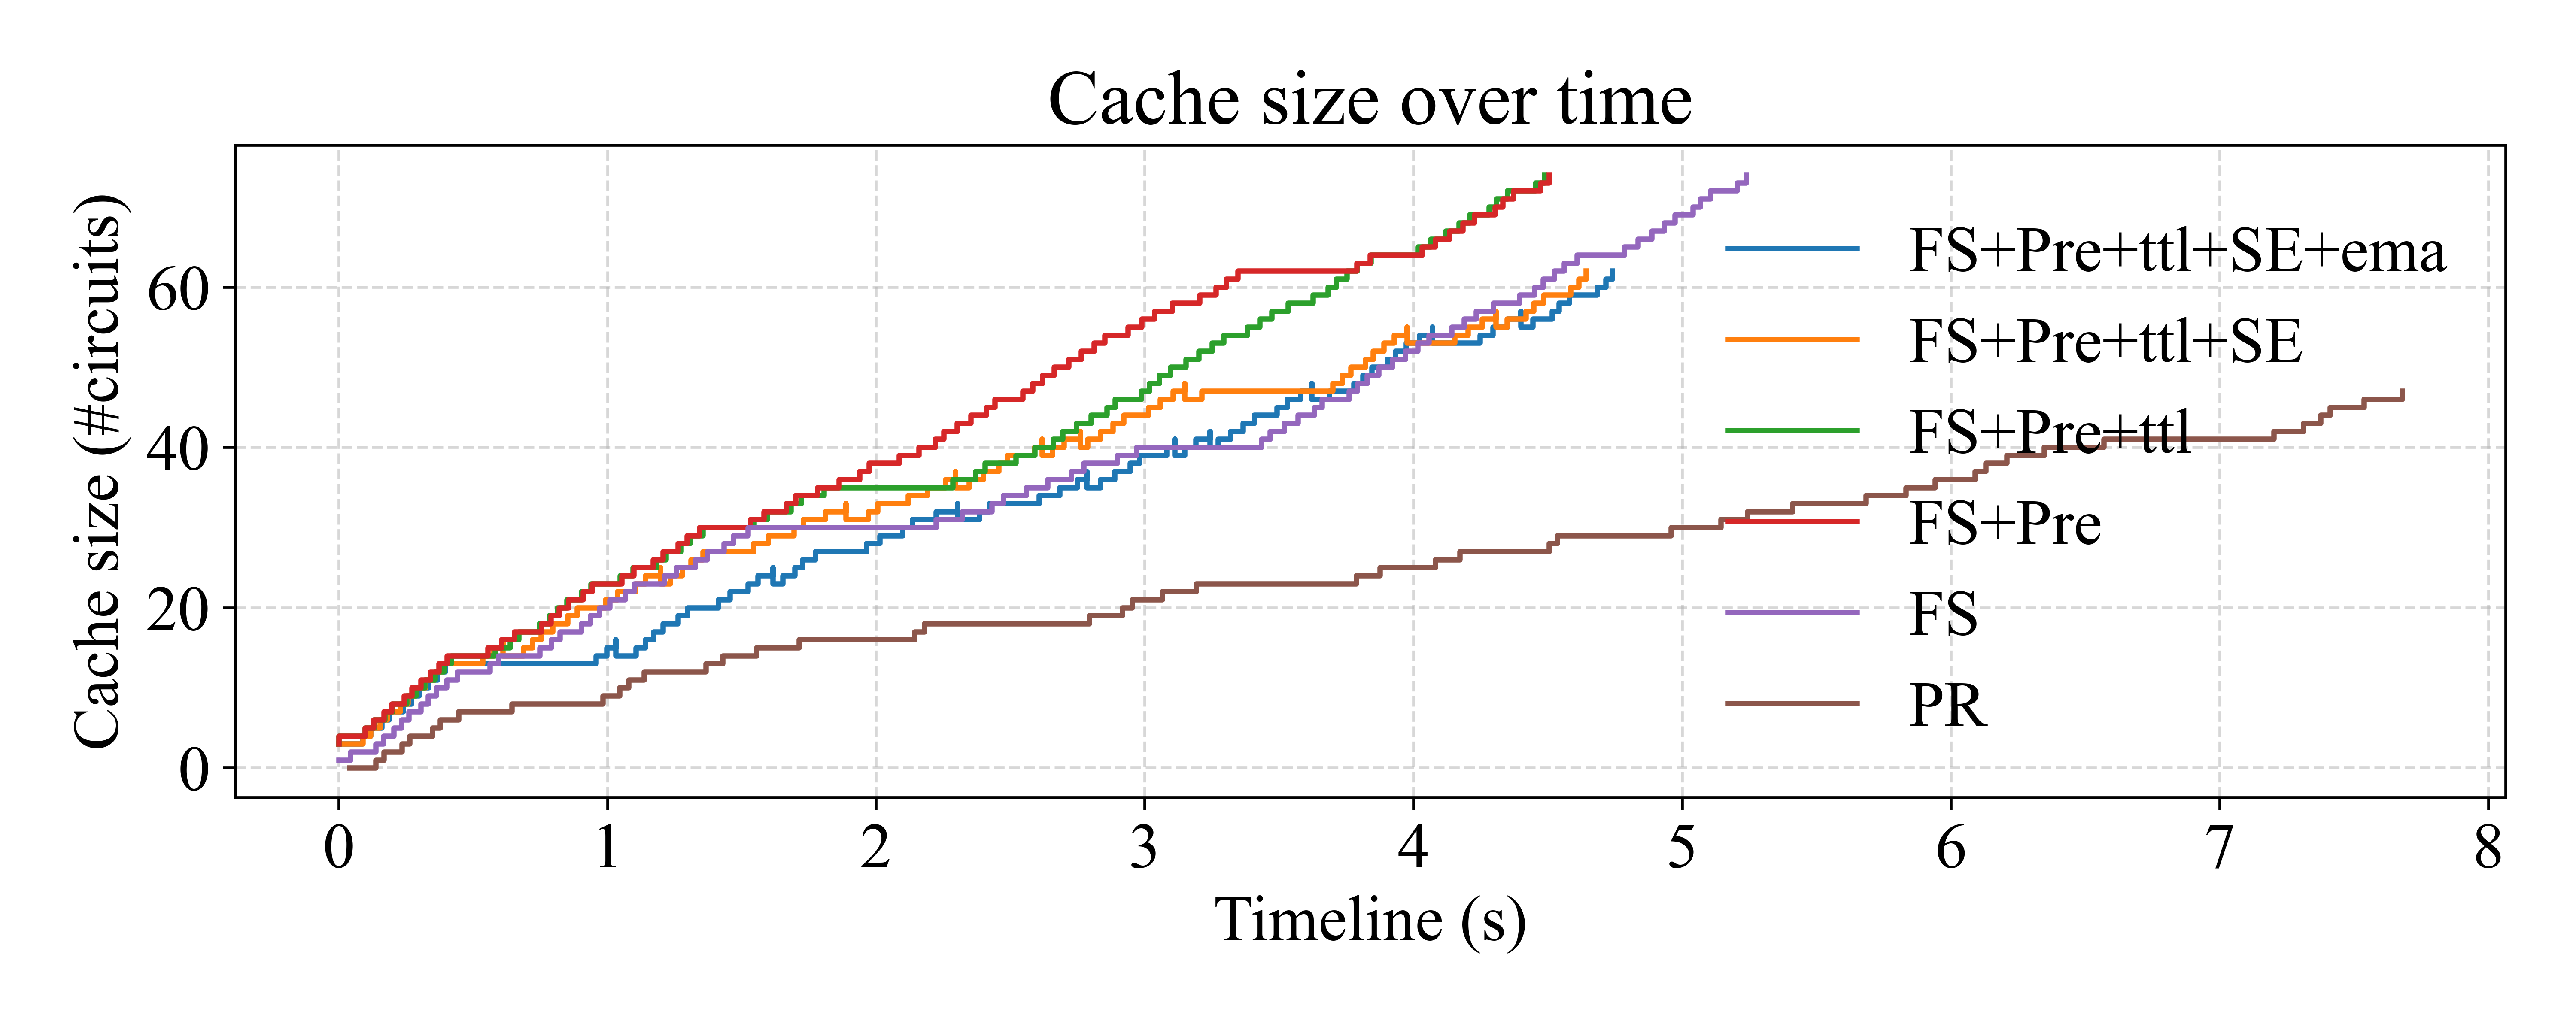 Cache size over time
Cache size (#circuits)
60
40
20
0
FS+Pre+ttl+SE+ema
FS+Pre+ttl+SE
FS+Pre+ttl
FS+Pre
FS
PR
0 1 2 3 4 5 6 7 8
Timeline (s)